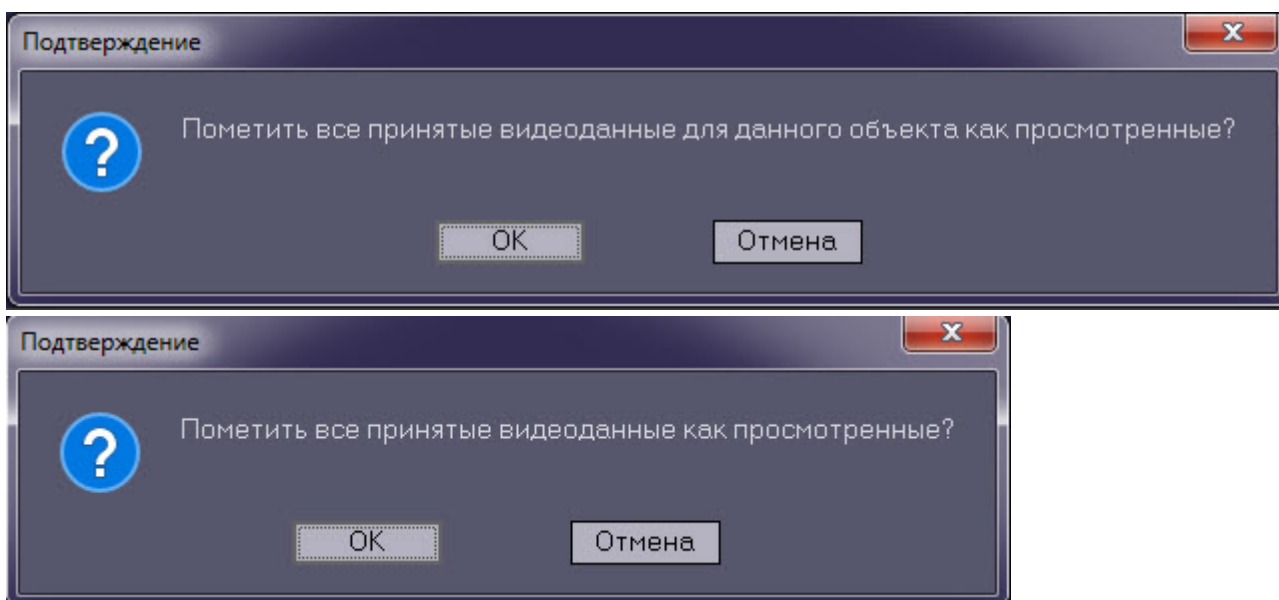 Подтверждение
Пометить все принятые видеоданные для данного объекта как просмотренные?
OK
Отмена
Подтверждение
Пометить все принятые видеоданные как просмотренные?
OK
Отмена